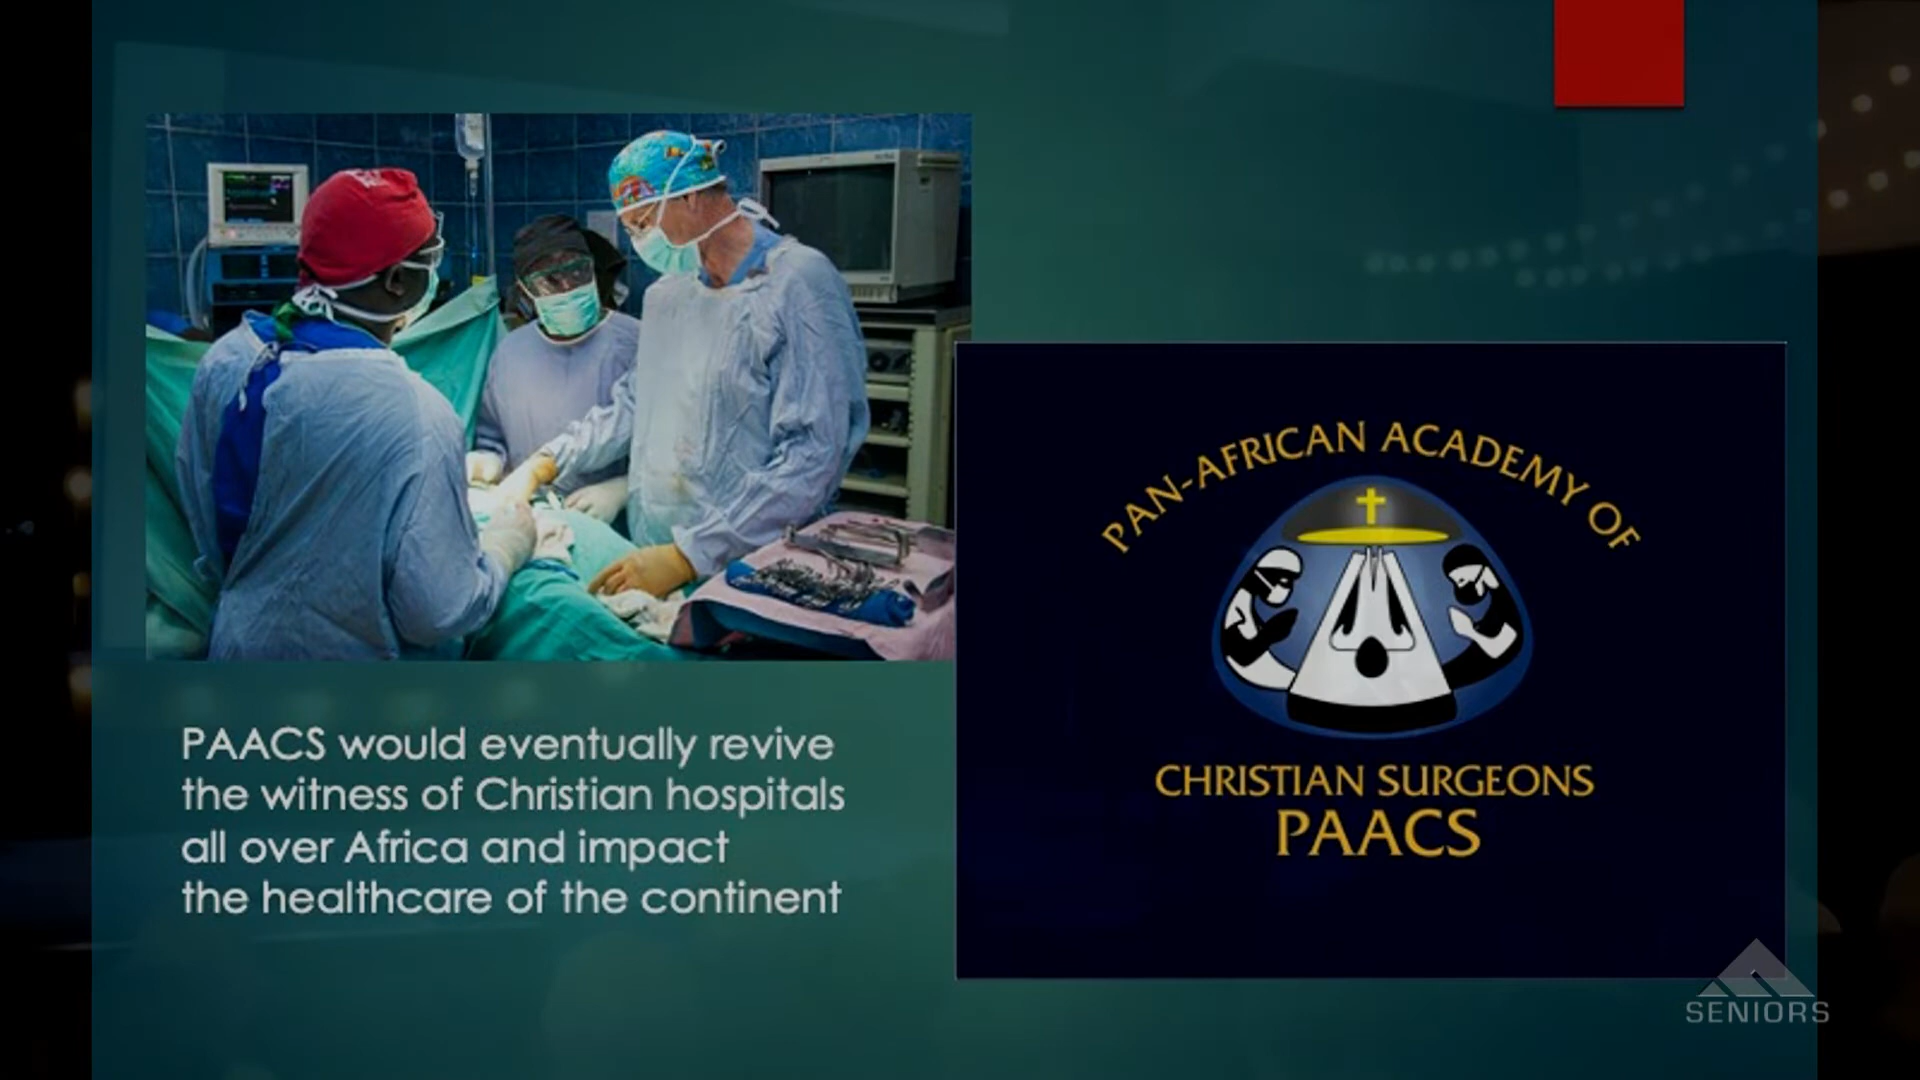 PAACS would eventually revive
the witness of Christian hospitals
all over Africa and impact
the healthcare of the continent
PAN-AFRICAN ACADEMY OF
CHRISTIAN SURGEONS
PAACS
SENIORS